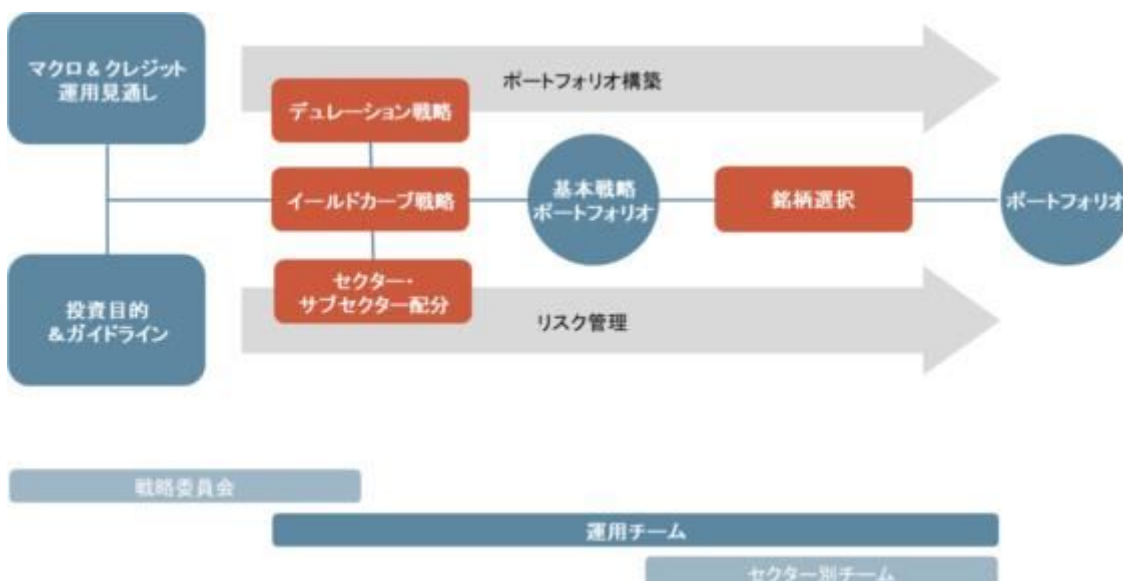 マクロ&クレジット
運用見通し
ポートフォリオ構築
デュレーション戦略
イールドカーブ戦略
基本戦略
ポートフォリオ
銘柄選択
ポートフォリオ
セクター・
サブセクター配分
投資目的
&ガイドライン
リスク管理
戦略委員会
運用チーム
セクター別チーム